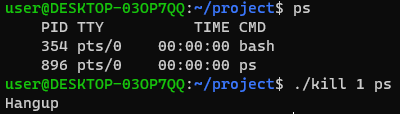 user@DESKTOP-03OP7QQ:~/project$ ps
    PID TTY          TIME CMD
    354 pts/0    00:00:00 bash
    896 pts/0    00:00:00 ps
user@DESKTOP-03OP7QQ:~/project$ ./kill 1 ps
Hangup